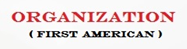 ORGANIZATION
( FIRST AMERICAN )